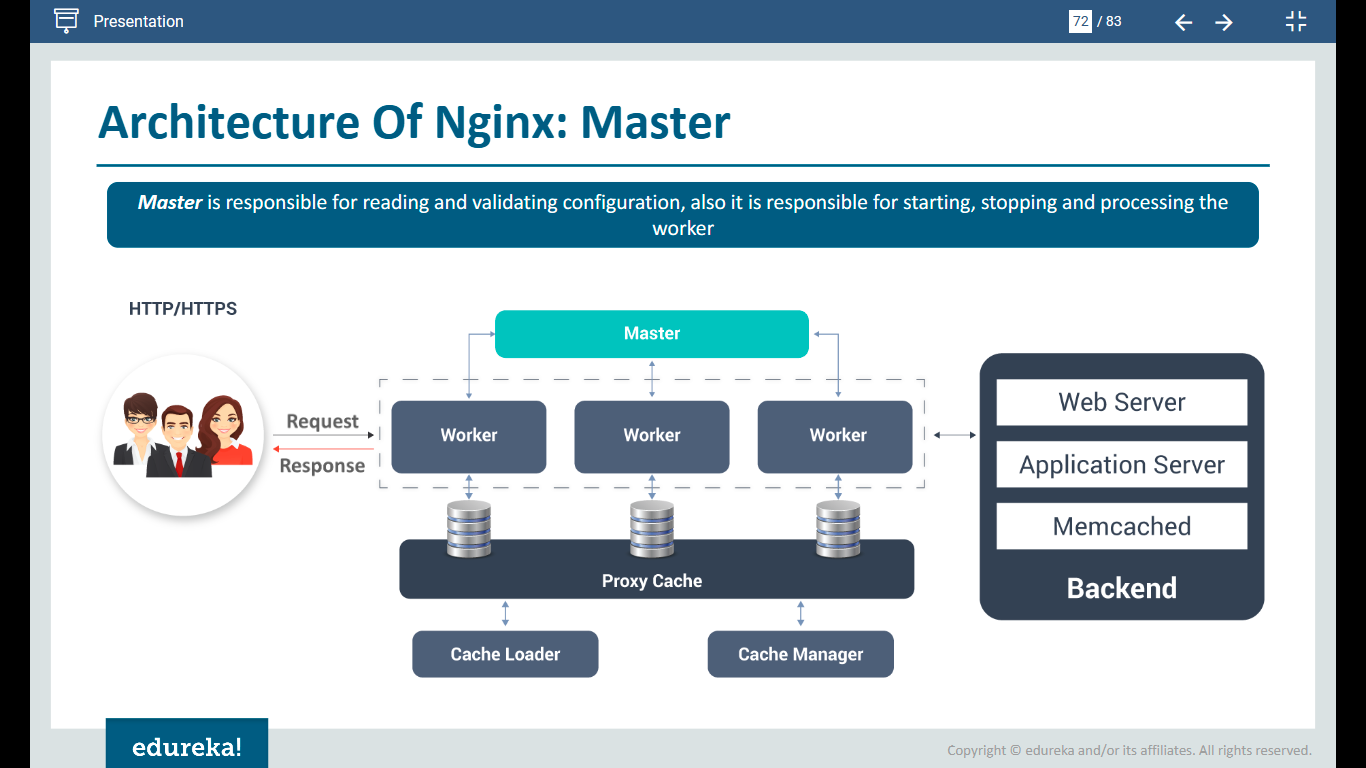 Presentation
72 / 83
Architecture Of Nginx: Master
Master is responsible for reading and validating configuration, also it is responsible for starting, stopping and processing the
worker
HTTP/HTTPS
Master
Request
Response
Worker
Worker
Worker
Proxy Cache
Cache Loader
Cache Manager
Web Server
Application Server
Memcached
Backend
edureka!
Copyright © edureka and/or its affiliates. All rights reserved.